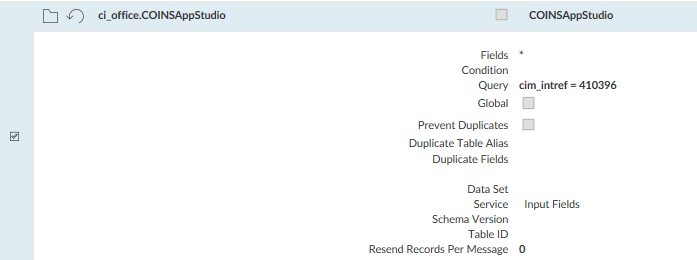 ci_office.COINSAppStudio COINSAppStudio
Fields *
Condition
Query cim_intref = 410396
Global
Prevent Duplicates
Duplicate Table Alias
Duplicate Fields
Data Set
Service Input Fields
Schema Version
Table ID
Resend Records Per Message 0